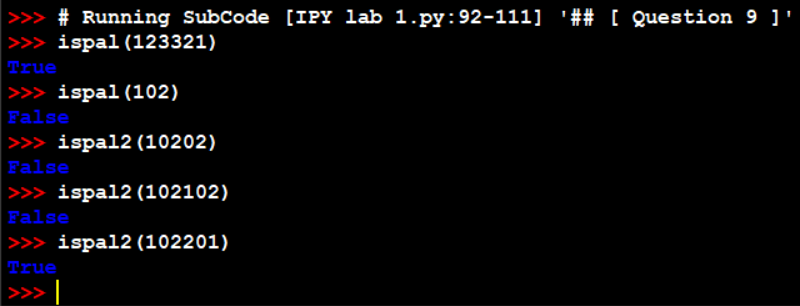 >>> # Running SubCode [IPY lab 1.py:92-111] '## [ Question 9 ]'
>>> ispal(123321)
True
>>> ispal(102)
False
>>> ispal2(10202)
False
>>> ispal2(102102)
False
>>> ispal2(102201)
True
>>>